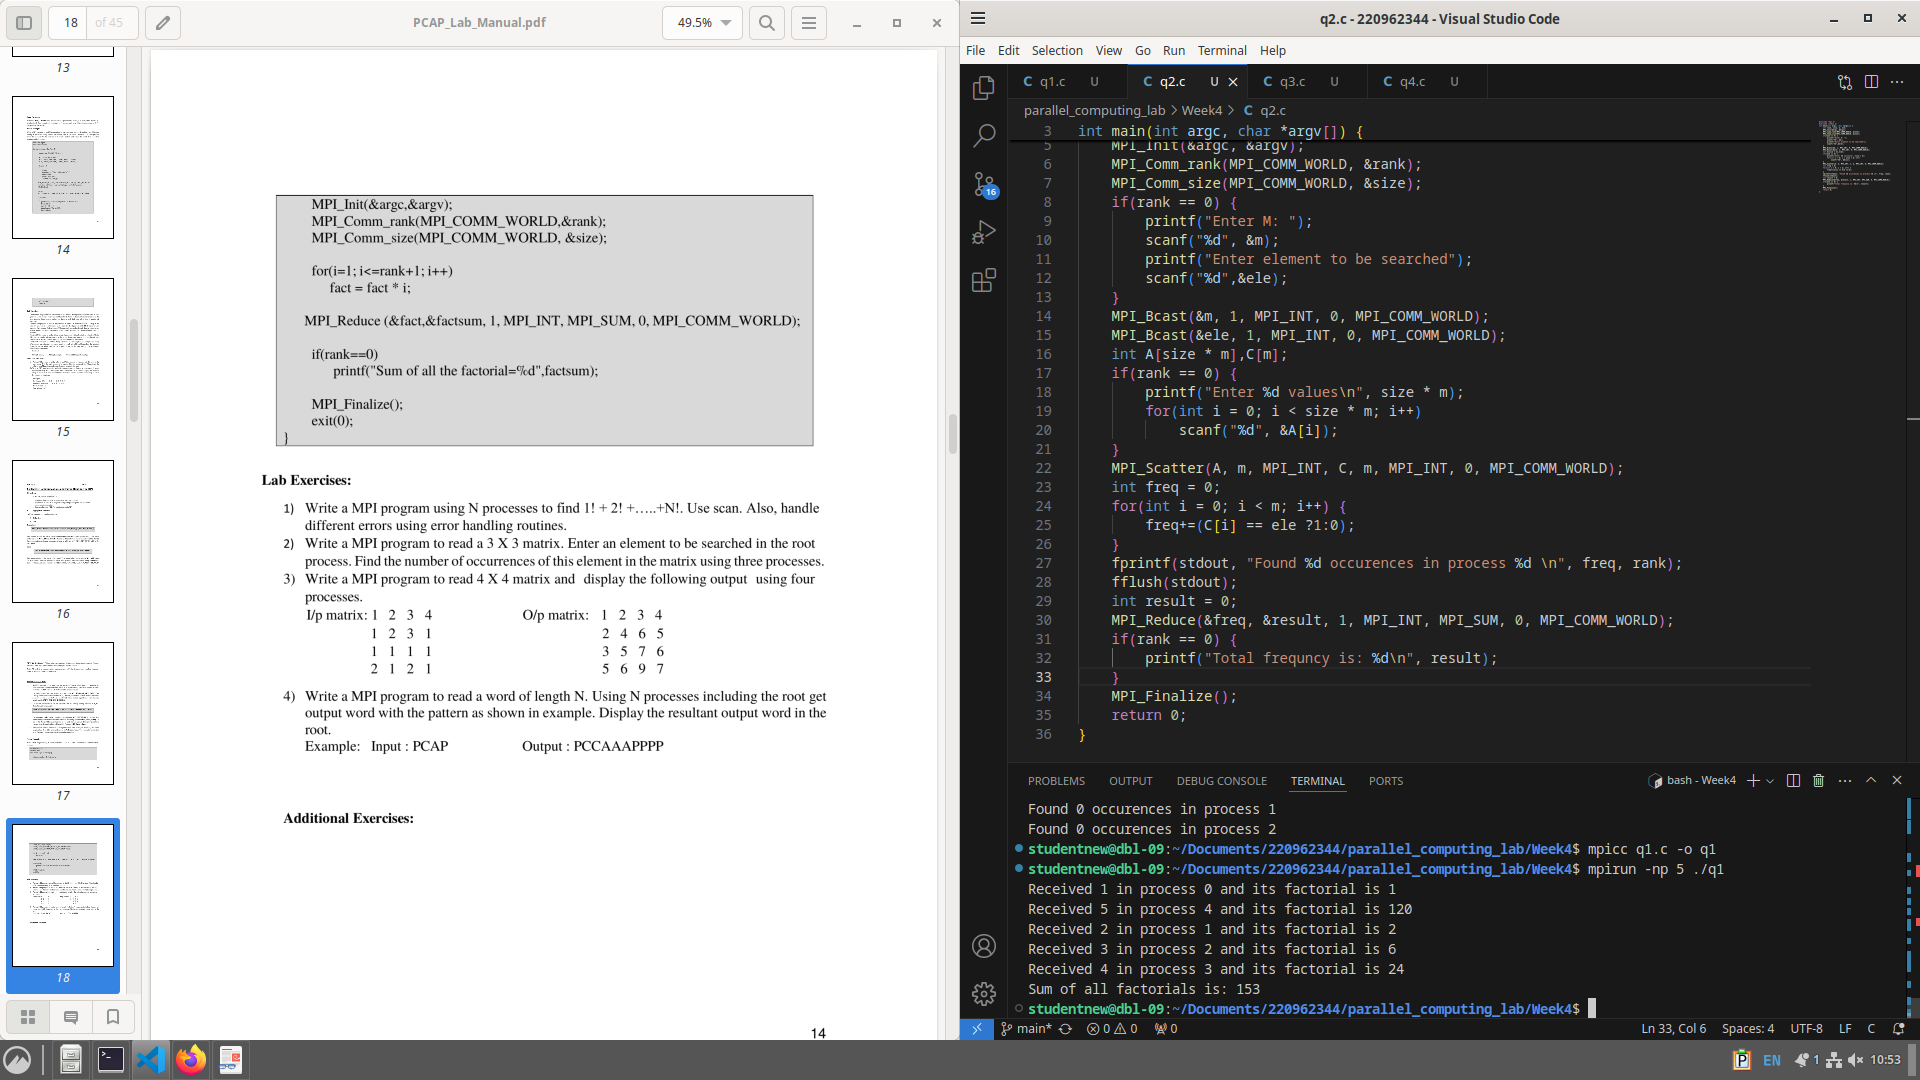 18 of 45
PCAP_Lab_Manual.pdf
49.5%
13
14
15
16
17
18
MPI_Init(&argc,&argv);
MPI_Comm_rank(MPI_COMM_WORLD,&rank);
MPI_Comm_size(MPI_COMM_WORLD, &size);
for(i=1; i<=rank+1; i++)
fact = fact * i;
MPI_Reduce (&fact,&factsum, 1, MPI_INT, MPI_SUM, 0, MPI_COMM_WORLD);
if(rank==0)
printf("Sum of all the factorial=%d",factsum);
MPI_Finalize();
exit(0);
}
Lab Exercises:
1) Write a MPI program using N processes to find 1! + 2! +…..+N!. Use scan. Also, handle
different errors using error handling routines.
2) Write a MPI program to read a 3 X 3 matrix. Enter an element to be searched in the root
process. Find the number of occurrences of this element in the matrix using three processes.
3) Write a MPI program to read 4 X 4 matrix and display the following output using four
processes.
I/p matrix: 1 2 3 4 O/p matrix: 1 2 3 4
1 2 3 1 2 4 6 5
1 1 1 1 3 5 7 6
2 1 2 1 5 6 9 7
4) Write a MPI program to read a word of length N. Using N processes including the root get
output word with the pattern as shown in example. Display the resultant output word in the
root.
Example: Input : PCAP Output : PCCAAAPPPP
Additional Exercises:
14
q2.c - 220962344 - Visual Studio Code
File Edit Selection View Go Run Terminal Help
C q1.c U C q2.c U C q3.c U C q4.c U
parallel_computing_lab > Week4 > C q2.c
16
3 int main(int argc, char *argv[]) {
5 MPI_Init(&argc, &argv);
6 MPI_Comm_rank(MPI_COMM_WORLD, &rank);
7 MPI_Comm_size(MPI_COMM_WORLD, &size);
8 if(rank == 0) {
9 printf("Enter M: ");
10 scanf("%d", &m);
11 printf("Enter element to be searched");
12 scanf("%d",&ele);
13 }
14 MPI_Bcast(&m, 1, MPI_INT, 0, MPI_COMM_WORLD);
15 MPI_Bcast(&ele, 1, MPI_INT, 0, MPI_COMM_WORLD);
16 int A[size * m],C[m];
17 if(rank == 0) {
18 printf("Enter %d values\n", size * m);
19 for(int i = 0; i < size * m; i++)
20 scanf("%d", &A[i]);
21 }
22 MPI_Scatter(A, m, MPI_INT, C, m, MPI_INT, 0, MPI_COMM_WORLD);
23 int freq = 0;
24 for(int i = 0; i < m; i++) {
25 freq+=(C[i] == ele ?1:0);
26 }
27 fprintf(stdout, "Found %d occurences in process %d \n", freq, rank);
28 fflush(stdout);
29 int result = 0;
30 MPI_Reduce(&freq, &result, 1, MPI_INT, MPI_SUM, 0, MPI_COMM_WORLD);
31 if(rank == 0) {
32 printf("Total frequncy is: %d\n", result);
33 }
34 MPI_Finalize();
35 return 0;
36 }
PROBLEMS OUTPUT DEBUG CONSOLE TERMINAL PORTS bash - Week4
Found 0 occurences in process 1
Found 0 occurences in process 2
studentnew@dbl-09:~/Documents/220962344/parallel_computing_lab/Week4$ mpicc q1.c -o q1
studentnew@dbl-09:~/Documents/220962344/parallel_computing_lab/Week4$ mpirun -np 5 ./q1
Received 1 in process 0 and its factorial is 1
Received 5 in process 4 and its factorial is 120
Received 2 in process 1 and its factorial is 2
Received 3 in process 2 and its factorial is 6
Received 4 in process 3 and its factorial is 24
Sum of all factorials is: 153
studentnew@dbl-09:~/Documents/220962344/parallel_computing_lab/Week4$
main* 0 0 0 Ln 33, Col 6 Spaces: 4 UTF-8 LF C
P EN 1 10:53